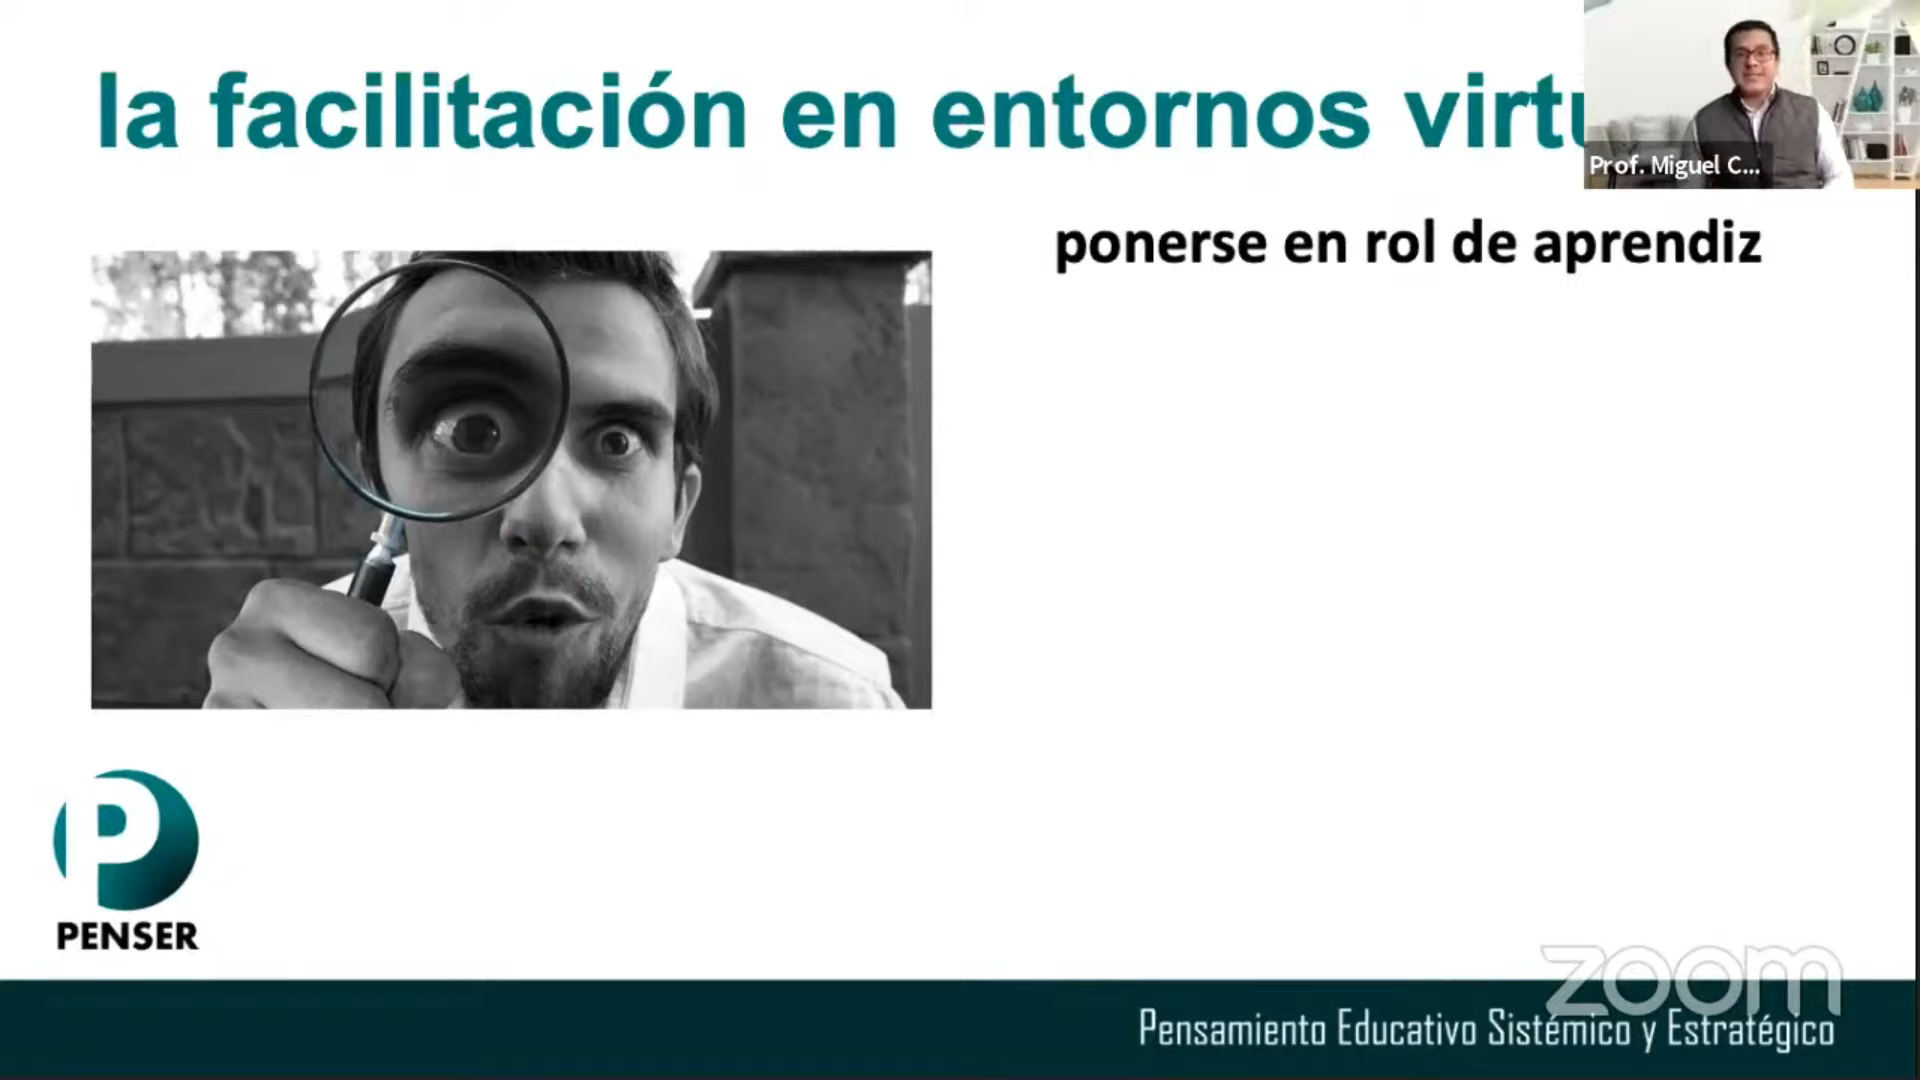 la facilitación en entornos virtu
Prof. Miguel C...
ponerse en rol de aprendiz
P
PENSER
zoom
Pensamiento Educativo Sistémico y Estratégico